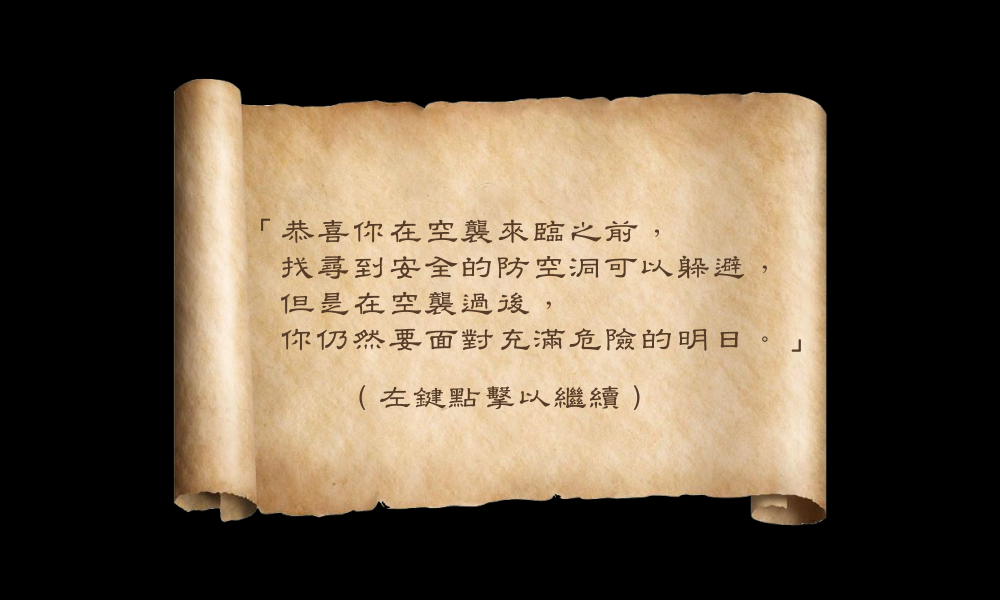 「恭喜你在空襲來臨之前，
找尋到安全的防空洞可以躲避，
但是在空襲過後，
你仍然要面對充滿危險的明日。」
(左鍵點擊以繼續)